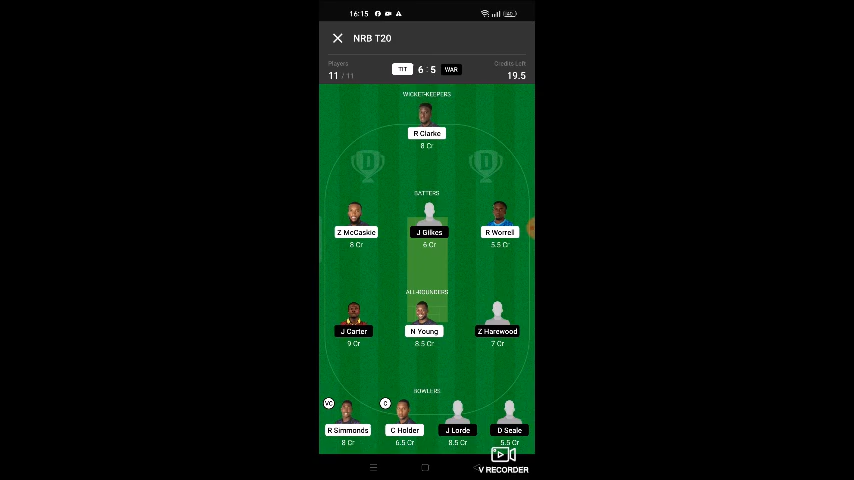 16:15
40
NRB T20
Players
11 / 11
TIT 6 : 5 WAR
Credits Left
19.5
WICKET-KEEPERS
R Clarke
8 Cr
D D
BATTERS
Z McCaskie J Gilkes R Worrell
8 Cr 6 Cr 5.5 Cr
ALL-ROUNDERS
J Carter N Young Z Harewood
9 Cr 8.5 Cr 7 Cr
BOWLERS
VC C
R Simmonds C Holder J Lorde D Seale
8 Cr 6.5 Cr 8.5 Cr 5.5 Cr
V RECORDER